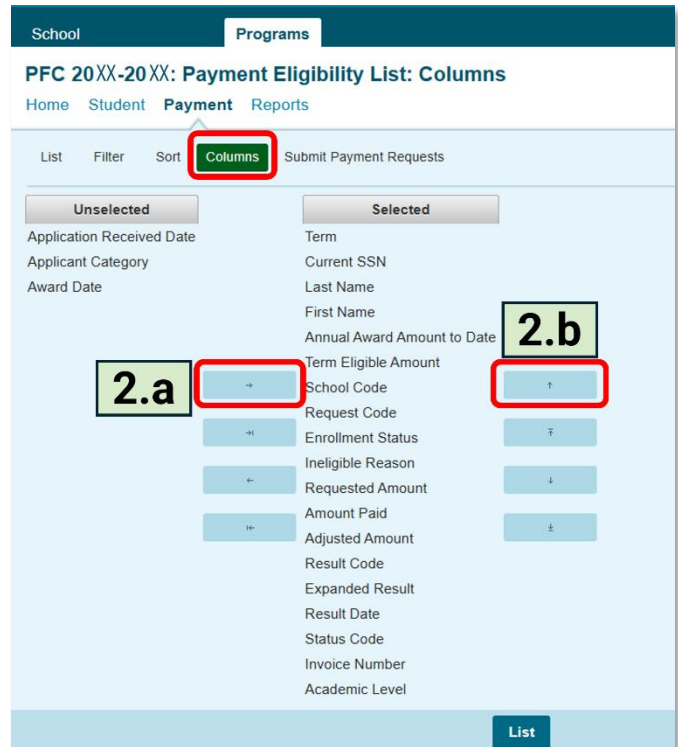 School Programs
PFC 20XX-20XX: Payment Eligibility List: Columns
Home Student Payment Reports
List Filter Sort Columns Submit Payment Requests
Unselected
Application Received Date
Applicant Category
Award Date
2.a
→
→I
←
I←
Selected
Term
Current SSN
Last Name
First Name
Annual Award Amount to Date
Term Eligible Amount
School Code
Request Code
Enrollment Status
Ineligible Reason
Requested Amount
Amount Paid
Adjusted Amount
Result Code
Expanded Result
Result Date
Status Code
Invoice Number
Academic Level
2.b
↑
⤒
↓
⤓
List